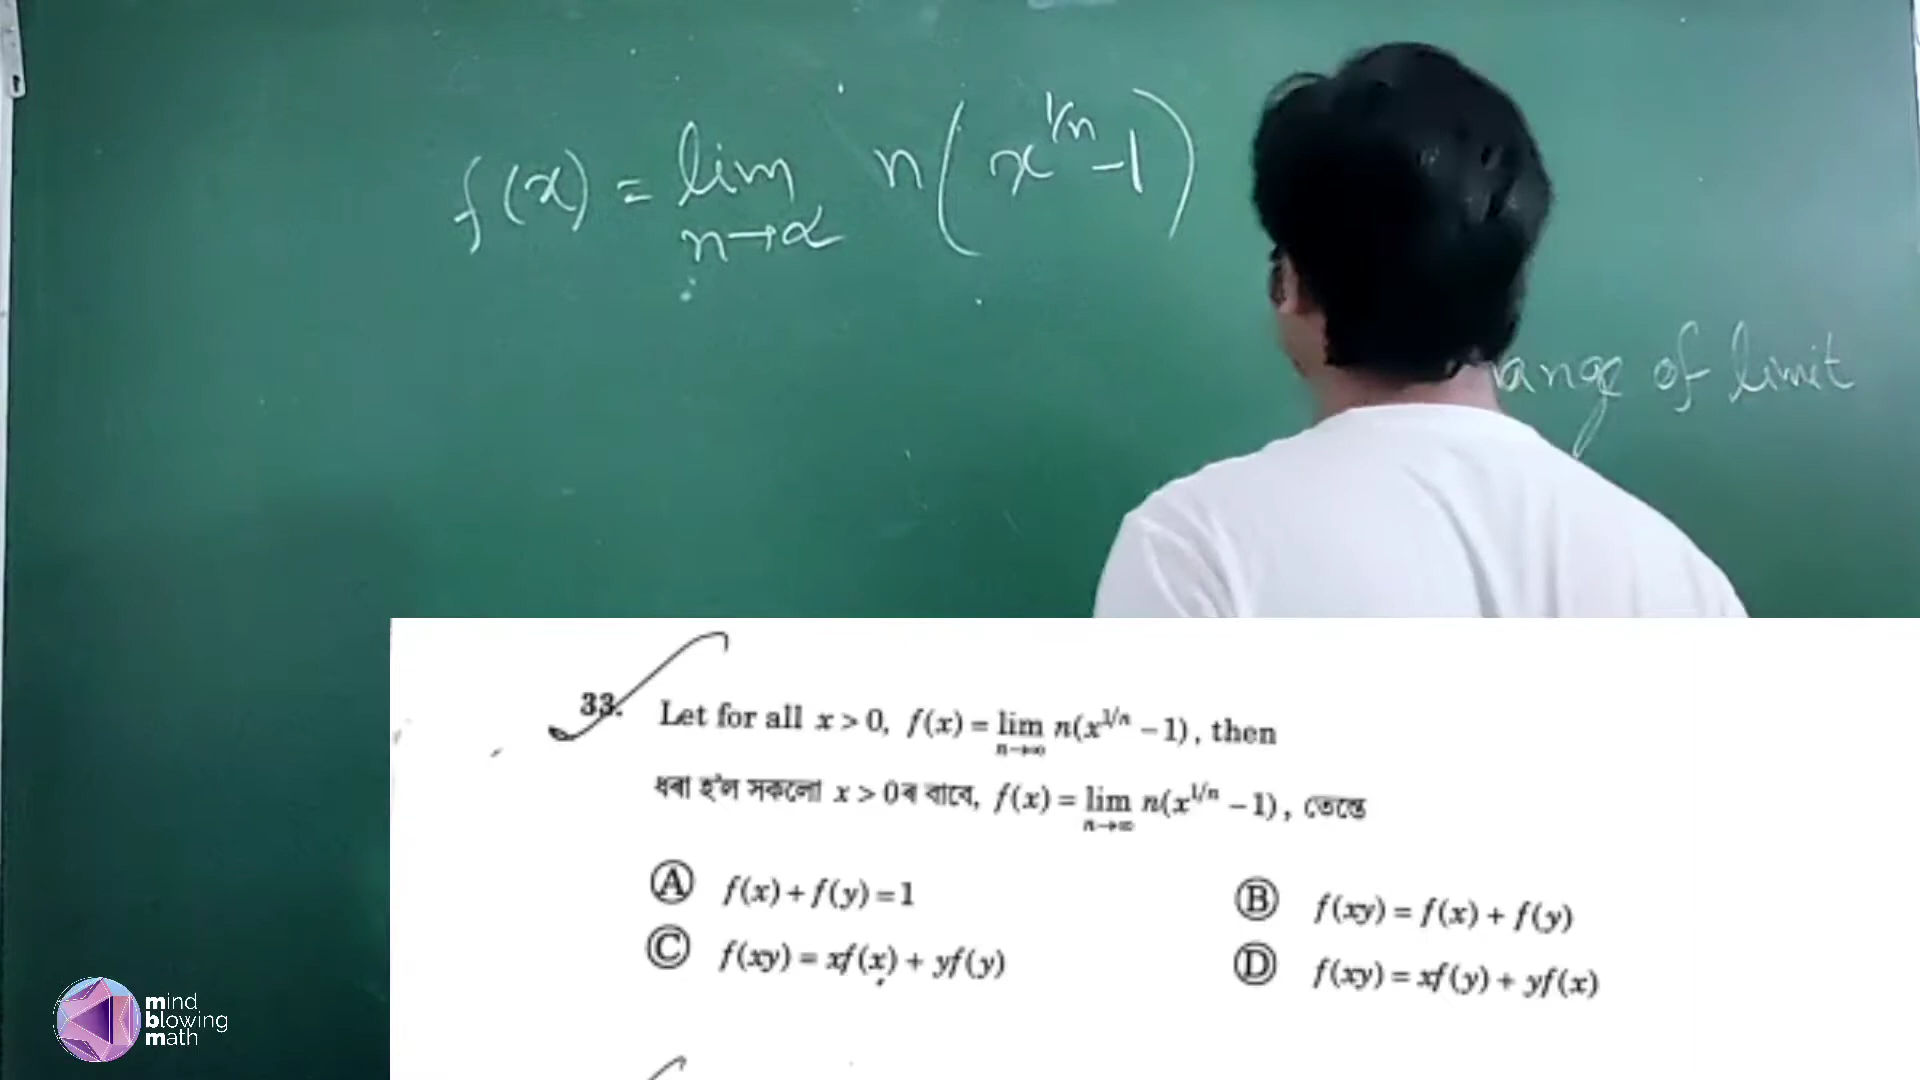 f(x) = lim n(x^{1/n} - 1)
n→∝
ange of limit
33. Let for all x > 0, f(x) = lim n(x^{1/n} - 1), then
n→∞
ধৰা হ'ল সকলো x > 0ৰ বাবে, f(x) = lim n(x^{1/n} - 1), তেন্তে
n→∞
Ⓐ f(x) + f(y) = 1
Ⓑ f(xy) = f(x) + f(y)
Ⓒ f(xy) = xf(x) + yf(y)
Ⓓ f(xy) = xf(y) + yf(x)
mind
blowing
math